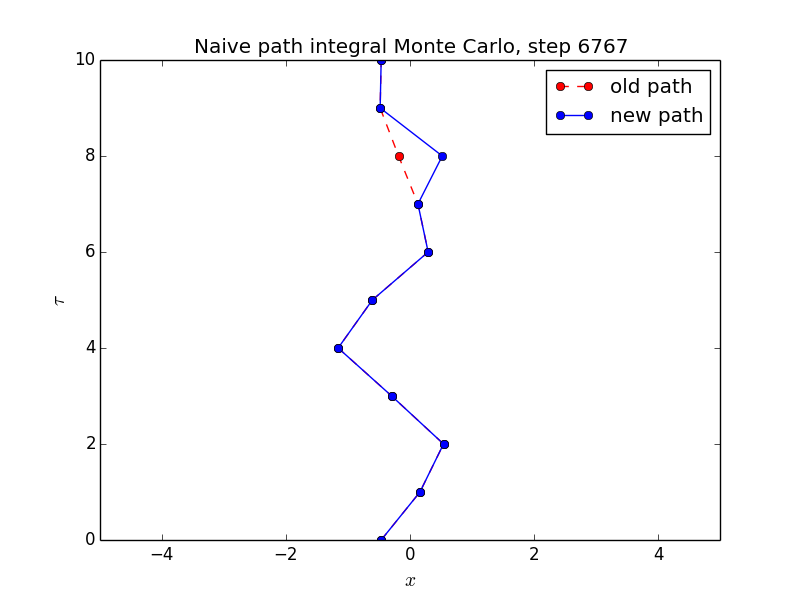 Naive path integral Monte Carlo, step 6767
old path
new path
10
8
6
4
2
0
τ
−4 −2 0 2 4
x